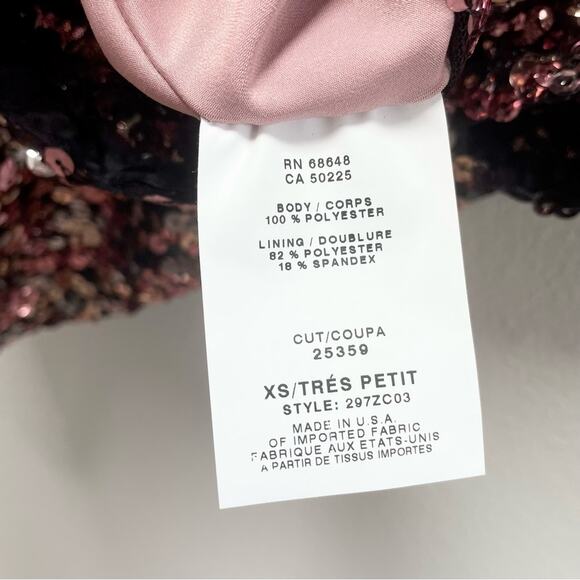 RN 68648
CA 50225
BODY / CORPS
100 % POLYESTER
LINING / DOUBLURE
82 % POLYESTER
18 % SPANDEX
CUT/COUPA
25359
XS/TRÉS PETIT
STYLE: 297ZC03
MADE IN U.S.A.
OF IMPORTED FABRIC
FABRIQUE AUX ETATS-UNIS
A PARTIR DE TISSUS IMPORTES